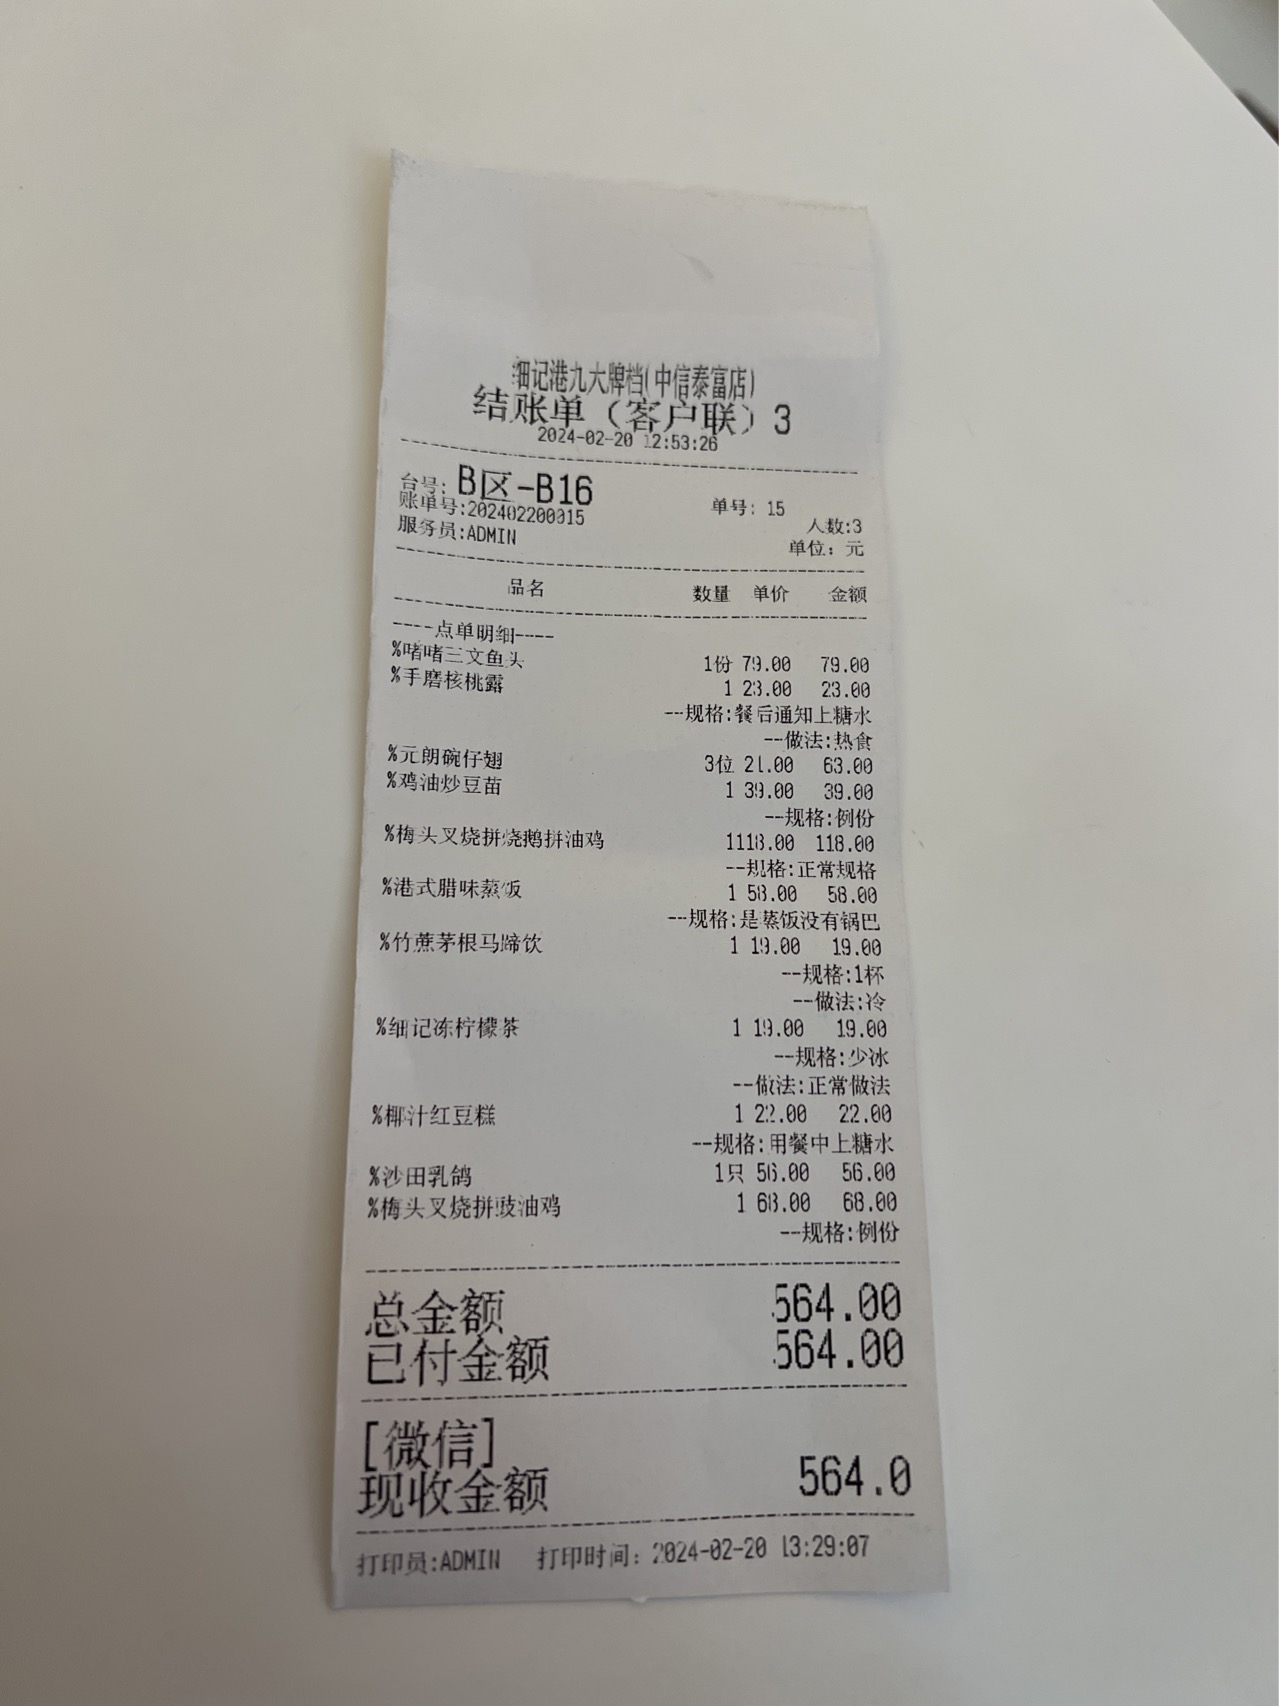 细记港九大牌档(中信泰富店)
结账单（客户联）3
2024-02-20 12:53:26
台号: B区-B16 单号: 15
账单号:202402200015 人数:3
服务员:ADMIN 单位: 元
品名 数量 单价 金额
----点单明细----
%啫啫三文鱼头 1份 79.00 79.00
%手磨核桃露 1 23.00 23.00
--规格:餐后通知上糖水
--做法:热食
%元朗碗仔翅 3位 21.00 63.00
%鸡油炒豆苗 1 39.00 39.00
--规格:例份
%梅头叉烧拼烧鹅拼油鸡 1118.00 118.00
--规格:正常规格
%港式腊味蒸饭 1 58.00 58.00
--规格:是蒸饭没有锅巴
%竹蔗茅根马蹄饮 1 19.00 19.00
--规格:1杯
--做法:冷
%细记冻柠檬茶 1 19.00 19.00
--规格:少冰
--做法:正常做法
%椰汁红豆糕 1 22.00 22.00
--规格:用餐中上糖水
%沙田乳鸽 1只 56.00 56.00
%梅头叉烧拼豉油鸡 1 68.00 68.00
--规格:例份
总金额 564.00
已付金额 564.00
[微信]
现收金额 564.0
打印员:ADMIN 打印时间: 2024-02-20 13:29:07